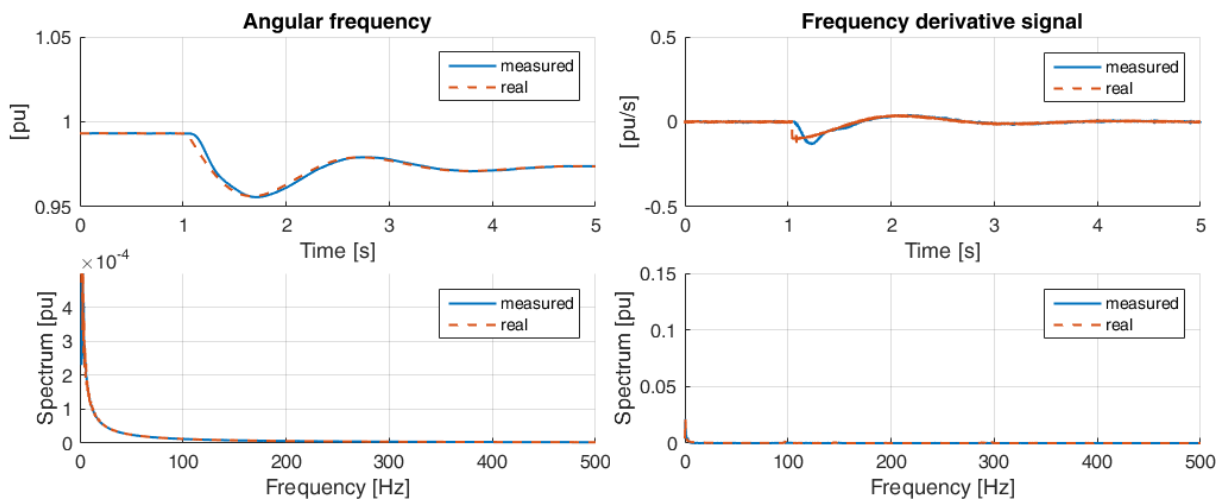 Angular frequency
1.05
1
0.95
[pu]
measured
real
0 1 2 3 4 5
Time [s]
Frequency derivative signal
0.5
0
-0.5
[pu/s]
measured
real
0 1 2 3 4 5
Time [s]
×10⁻⁴
4
3
2
1
0
Spectrum [pu]
measured
real
0 100 200 300 400 500
Frequency [Hz]
0.15
0.1
0.05
0
Spectrum [pu]
measured
real
0 100 200 300 400 500
Frequency [Hz]